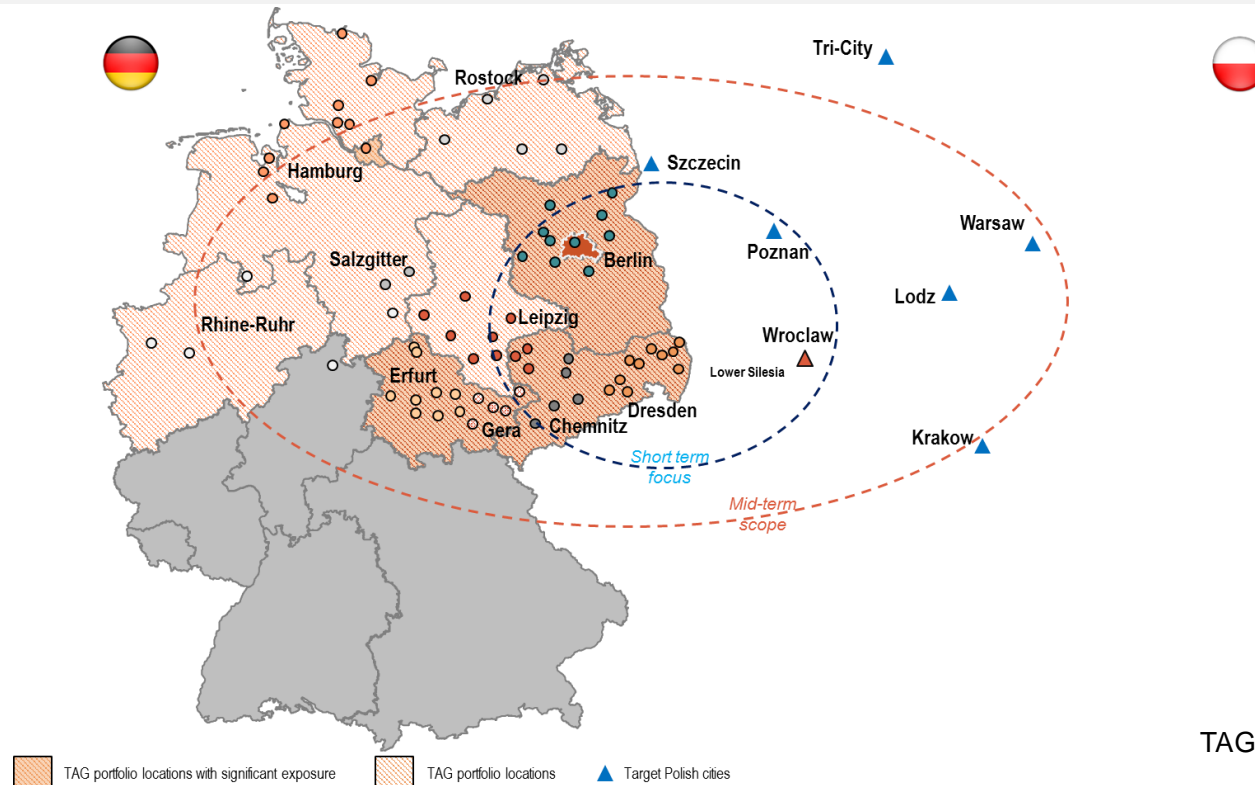 Tri-City
Rostock
Szczecin
Hamburg
Warsaw
Poznan
Salzgitter
Berlin
Lodz
Leipzig
Rhine-Ruhr
Wroclaw
Lower Silesia
Erfurt
Dresden
Gera
Chemnitz
Krakow
Short term
focus
Mid-term
scope
TAG
TAG portfolio locations with significant exposure
TAG portfolio locations
Target Polish cities